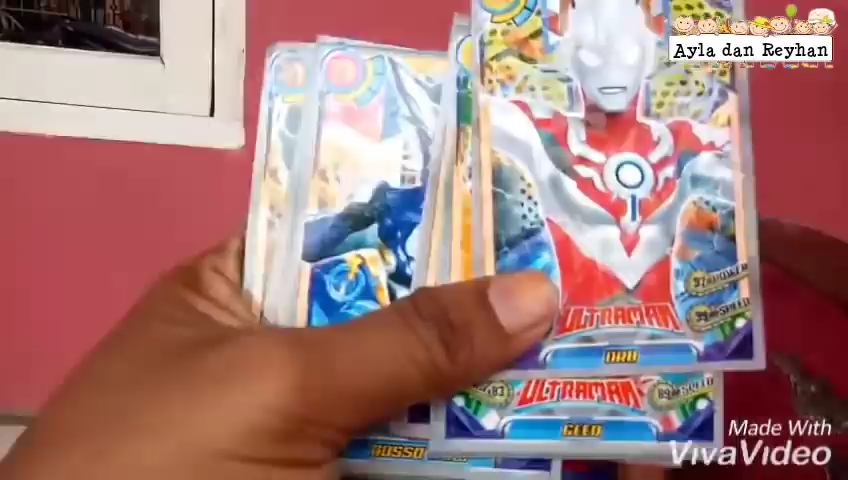 Ayla dan Reyhan
ULTRAMAN
ORB
ULTRAMAN
GEED
ROSSO
Made With
VivaVideo